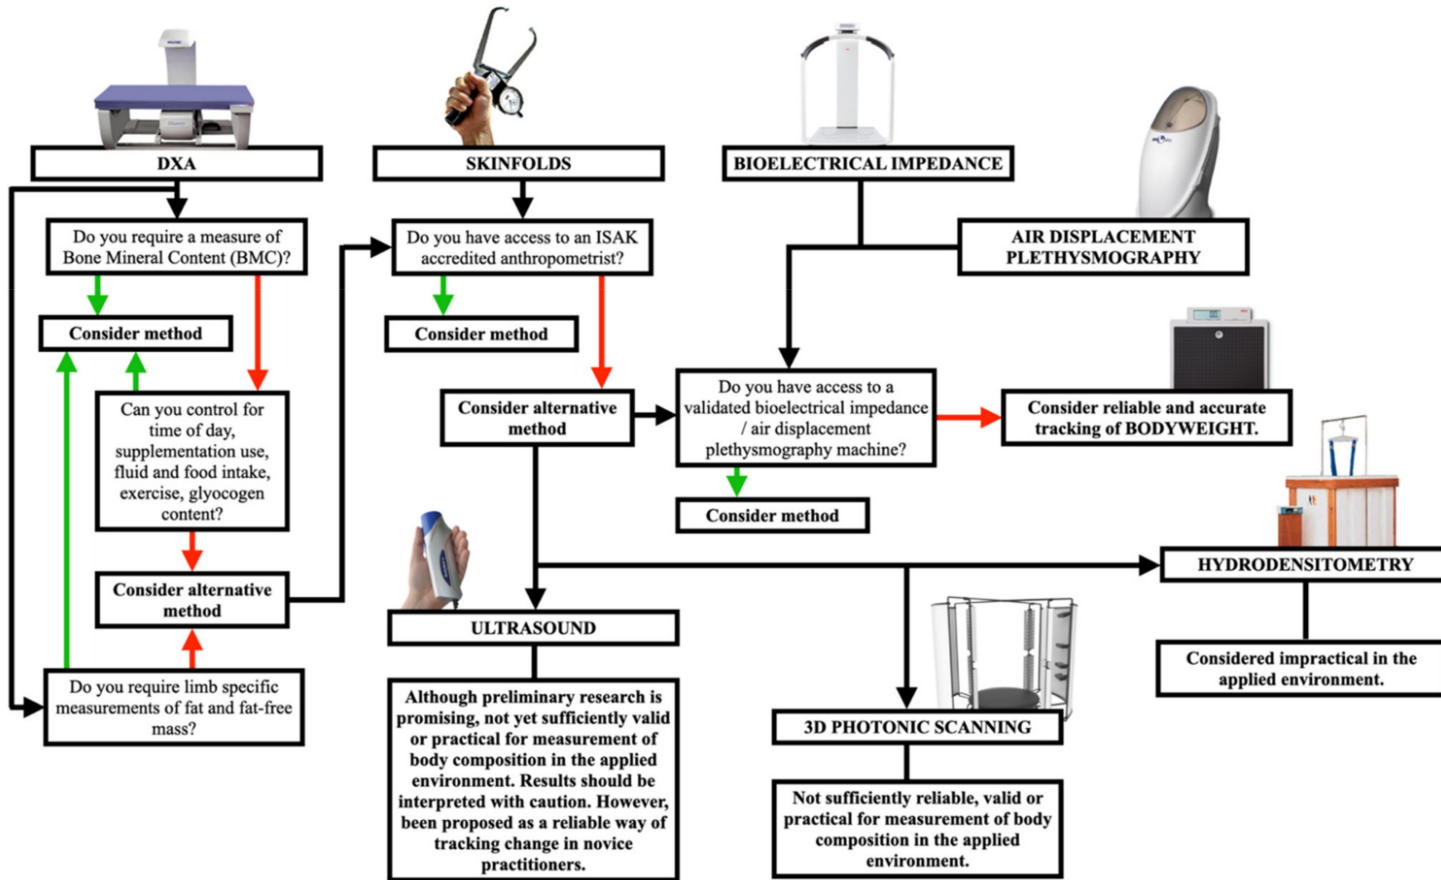 DXA
Do you require a measure of
Bone Mineral Content (BMC)?
Consider method
Can you control for
time of day,
supplementation use,
fluid and food intake,
exercise, glyocogen
content?
Consider alternative
method
Do you require limb specific
measurements of fat and fat-free
mass?
SKINFOLDS
Do you have access to an ISAK
accredited anthropometrist?
Consider method
Consider alternative
method
BIOELECTRICAL IMPEDANCE
AIR DISPLACEMENT
PLETHYSMOGRAPHY
Do you have access to a
validated bioelectrical impedance
/ air displacement
plethysmography machine?
Consider method
Consider reliable and accurate
tracking of BODYWEIGHT.
ULTRASOUND
Although preliminary research is
promising, not yet sufficiently valid
or practical for measurement of
body composition in the applied
environment. Results should be
interpreted with caution. However,
been proposed as a reliable way of
tracking change in novice
practitioners.
3D PHOTONIC SCANNING
Not sufficiently reliable, valid or
practical for measurement of body
composition in the applied
environment.
HYDRODENSITOMETRY
Considered impractical in the
applied environment.